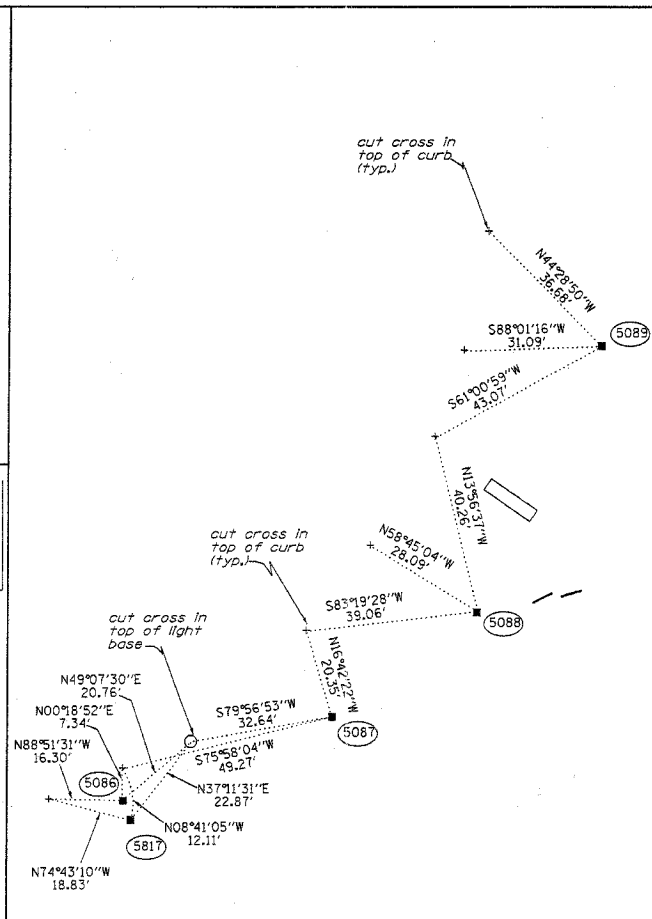 cut cross in
top of curb
(typ.)
N44°28'50"W
36.68'
S88°01'16"W
31.09'
5089
S61°00'59"W
43.07'
N13°56'37"W
40.26'
cut cross in
top of curb
(typ.)
N58°45'04"W
28.09'
S83°19'28"W
39.06'
5088
cut cross in
top of light
base
N16°42'22"W
20.35'
N49°07'30"E
20.76'
S79°56'53"W
32.64'
N00°18'52"E
7.34'
5087
S75°58'04"W
49.27'
N88°51'31"W
16.30'
5086
N37°11'31"E
22.87'
N08°41'05"W
12.11'
5817
N74°43'10"W
18.83'